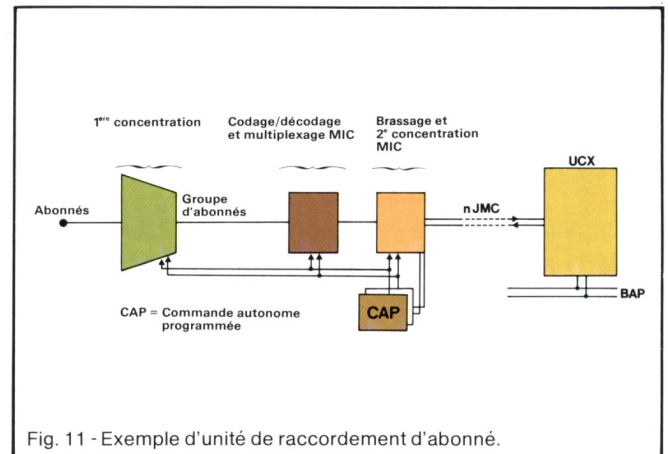 1ère concentration
Codage/décodage
et multiplexage MIC
Brassage et
2e concentration
MIC
UCX
Abonnés
Groupe
d'abonnés
n JMC
BAP
CAP = Commande autonome
programmée
CAP
Fig. 11 - Exemple d'unité de raccordement d'abonné.